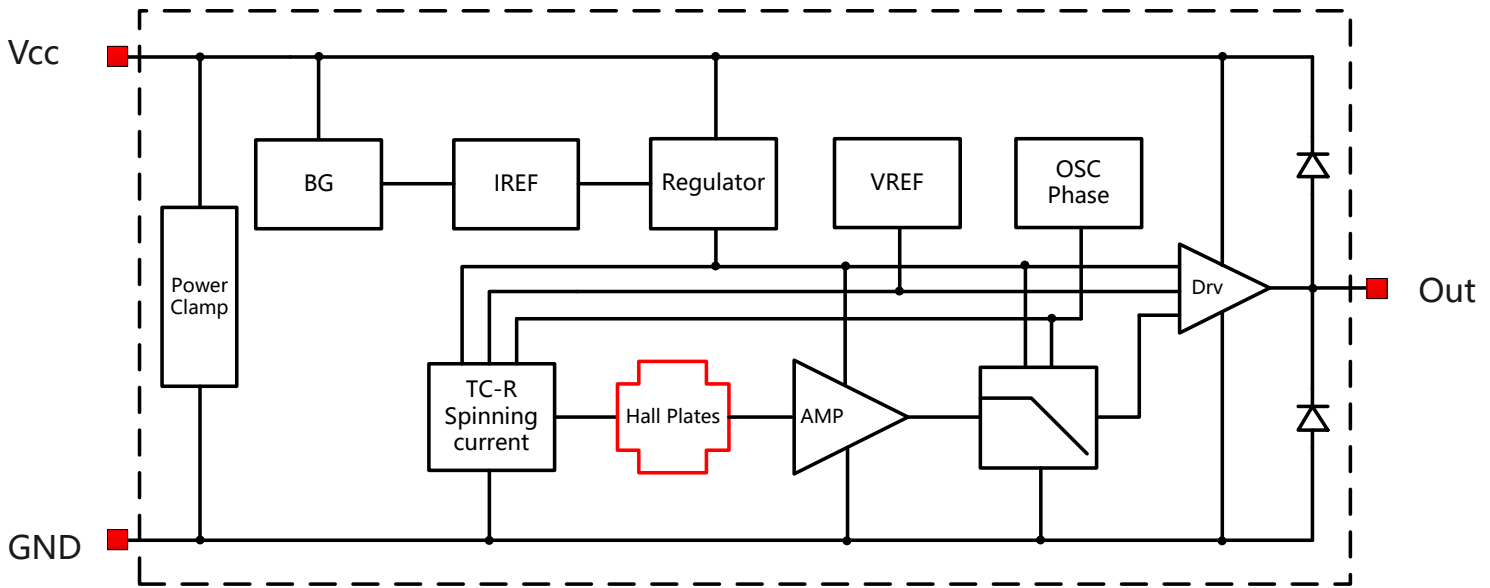 Vcc
BG
IREF
Regulator
VREF
OSC
Phase
Power
Clamp
Drv
Out
TC-R
Spinning
current
Hall Plates
AMP
GND